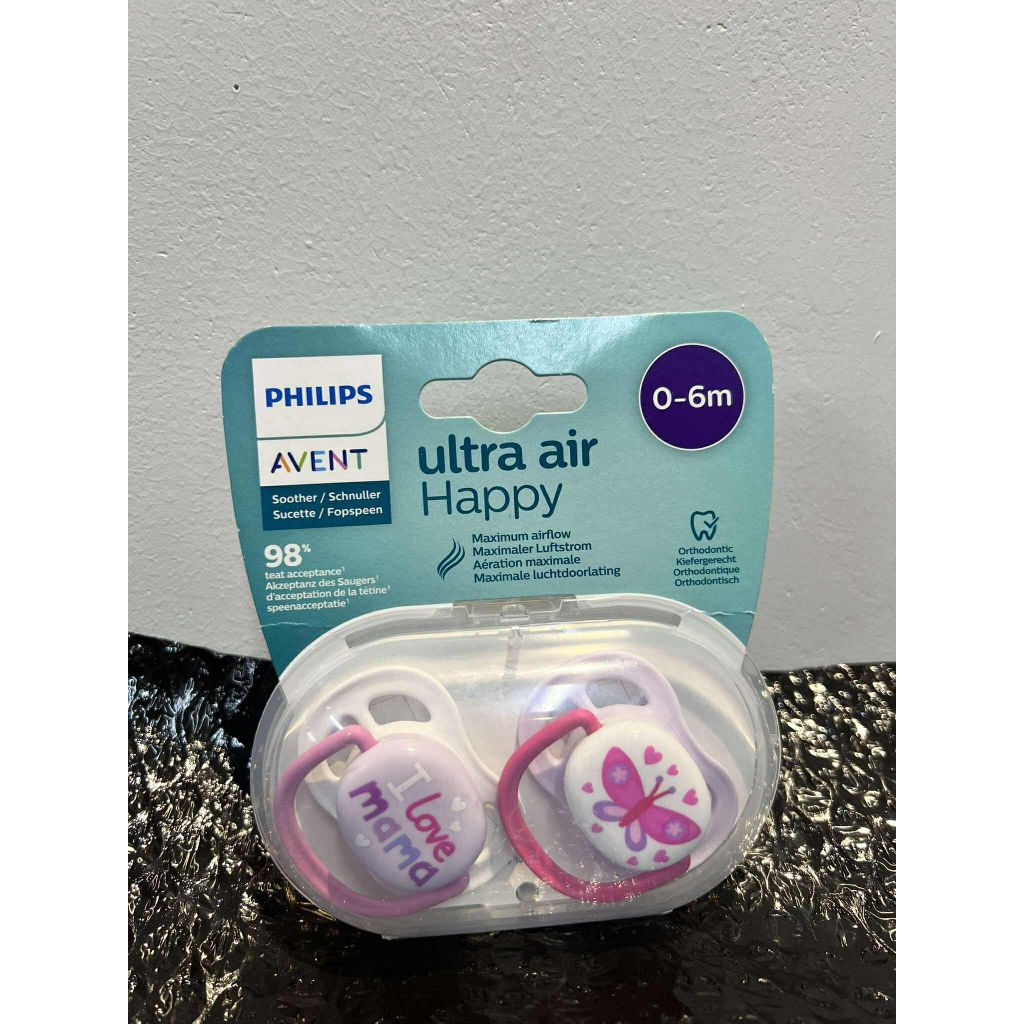 PHILIPS
AVENT
Soother / Schnuller
Sucette / Fopspeen
98%
teat acceptance¹
Akzeptanz des Saugers¹
d'acceptation de la tétine¹
speenacceptatie¹
ultra air
Happy
Maximum airflow
Maximaler Luftstrom
Aération maximale
Maximale luchtdoorlating
0-6m
Orthodontic
Kiefergerecht
Orthodontique
Orthodontisch
I
love
mama